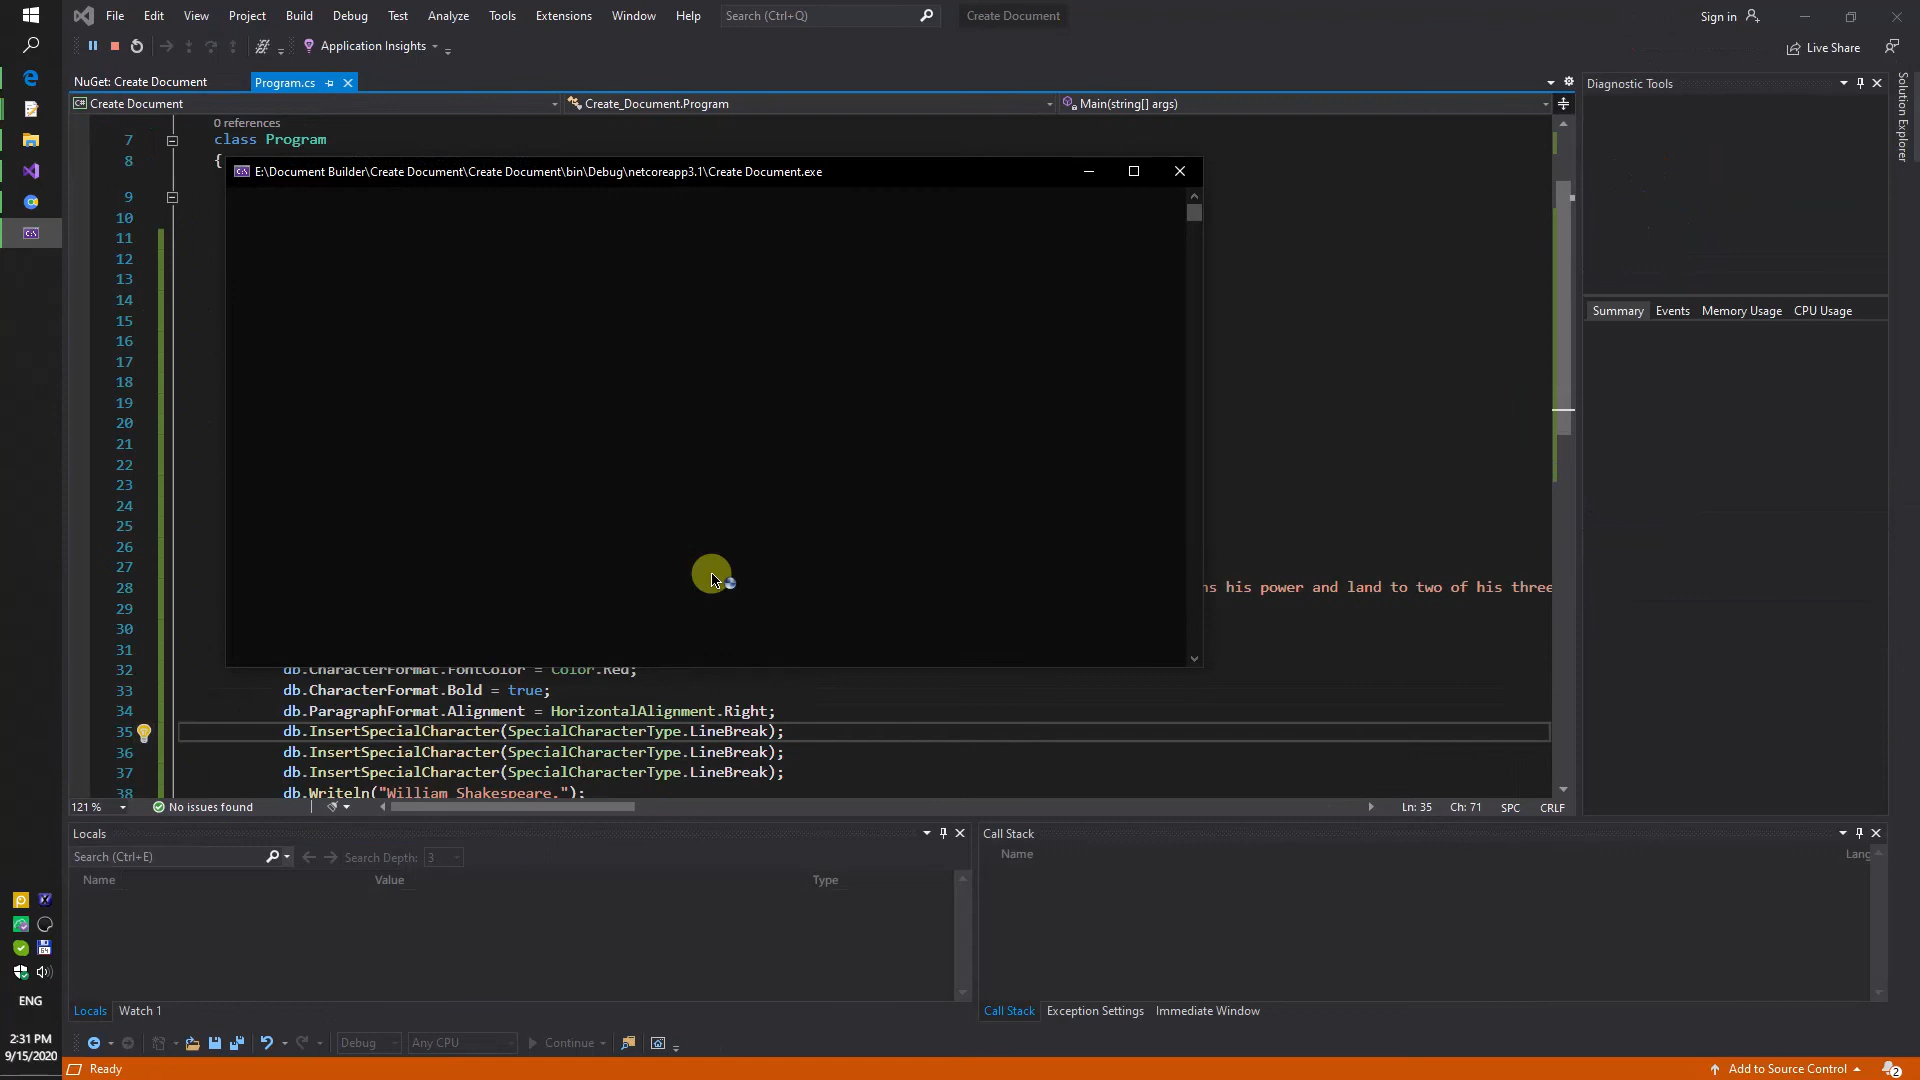 File Edit View Project Build Debug Test Analyze Tools Extensions Window Help Search (Ctrl+Q) Create Document Sign in
Application Insights Live Share
NuGet: Create Document Program.cs Diagnostic Tools
C# Create Document Create_Document.Program Main(string[] args)
Solution Explorer
0 references
7 class Program
8 {
E:\Document Builder\Create Document\Create Document\bin\Debug\netcoreapp3.1\Create Document.exe
9
10
11
12
13
14
15
16
17
18
19
20
21
22
23
24
25
26
27
28 ns his power and land to two of his three
29
30
31
32 db.CharacterFormat.FontColor = Color.Red;
33 db.CharacterFormat.Bold = true;
34 db.ParagraphFormat.Alignment = HorizontalAlignment.Right;
35 db.InsertSpecialCharacter(SpecialCharacterType.LineBreak);
36 db.InsertSpecialCharacter(SpecialCharacterType.LineBreak);
37 db.InsertSpecialCharacter(SpecialCharacterType.LineBreak);
38 db.Writeln("William Shakespeare.");
Summary Events Memory Usage CPU Usage
121 % No issues found Ln: 35 Ch: 71 SPC CRLF
Locals
Search (Ctrl+E) Search Depth: 3
Name Value Type
Locals Watch 1
Call Stack
Name Lang
Call Stack Exception Settings Immediate Window
Debug Any CPU Continue
Ready Add to Source Control 2
ENG
2:31 PM
9/15/2020